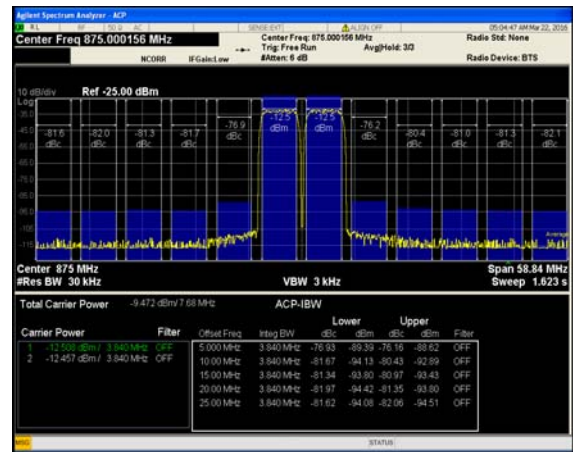 Agilent Spectrum Analyzer - ACP
RL RF 50 Ω AC SENSE:EXT ALIGN OFF 05:04:47 AM Mar 22, 2016
Center Freq 875.000156 MHz Center Freq: 875.000156 MHz Radio Std: None
Trig: Free Run Avg|Hold: 3/3
NCORR IFGain:Low #Atten: 6 dB Radio Device: BTS
10 dB/div Ref -25.00 dBm
Log
-81.6 dBc -82.0 dBc -81.3 dBc -81.7 dBc -76.9 dBc -12.5 dBm -12.5 dBm -76.2 dBc -80.4 dBc -81.0 dBc -81.3 dBc -82.1 dBc
Average
Center 875 MHz Span 58.84 MHz
#Res BW 30 kHz VBW 3 kHz Sweep 1.623 s
Total Carrier Power -9.472 dBm/ 7.68 MHz ACP-IBW
Lower Upper
Carrier Power Filter Offset Freq Integ BW dBc dBm dBc dBm Filter
1 -12.508 dBm / 3.840 MHz OFF 5.000 MHz 3.840 MHz -76.93 -89.39 -76.16 -88.62 OFF
2 -12.457 dBm / 3.840 MHz OFF 10.00 MHz 3.840 MHz -81.67 -94.13 -80.43 -92.89 OFF
15.00 MHz 3.840 MHz -81.34 -93.80 -80.97 -93.43 OFF
20.00 MHz 3.840 MHz -81.97 -94.42 -81.35 -93.80 OFF
25.00 MHz 3.840 MHz -81.62 -94.08 -82.06 -94.51 OFF
MSG STATUS